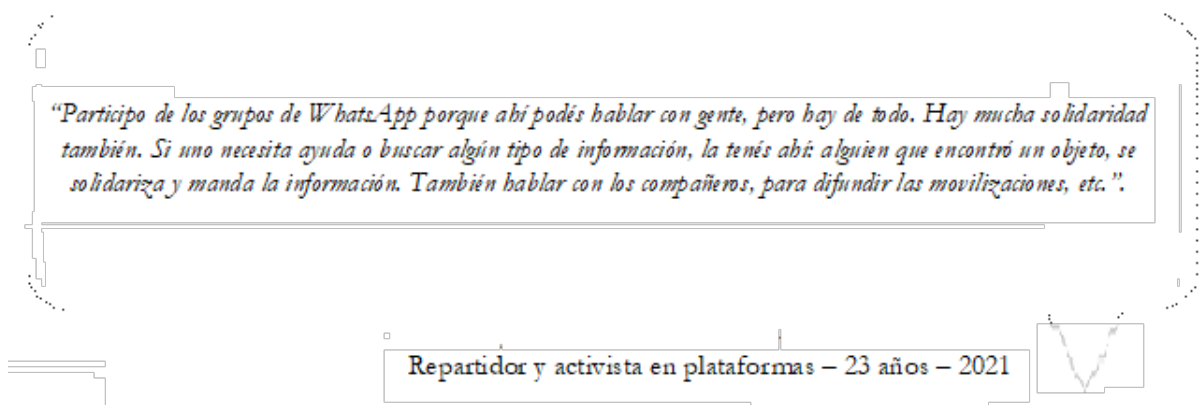 “Participo de los grupos de WhatsApp porque ahí podés hablar con gente, pero hay de todo. Hay mucha solidaridad
también. Si uno necesita ayuda o buscar algún tipo de información, la tenés ahí: alguien que encontró un objeto, se
solidariza y manda la información. También hablar con los compañeros, para difundir las movilizaciones, etc.”.
Repartidor y activista en plataformas – 23 años – 2021